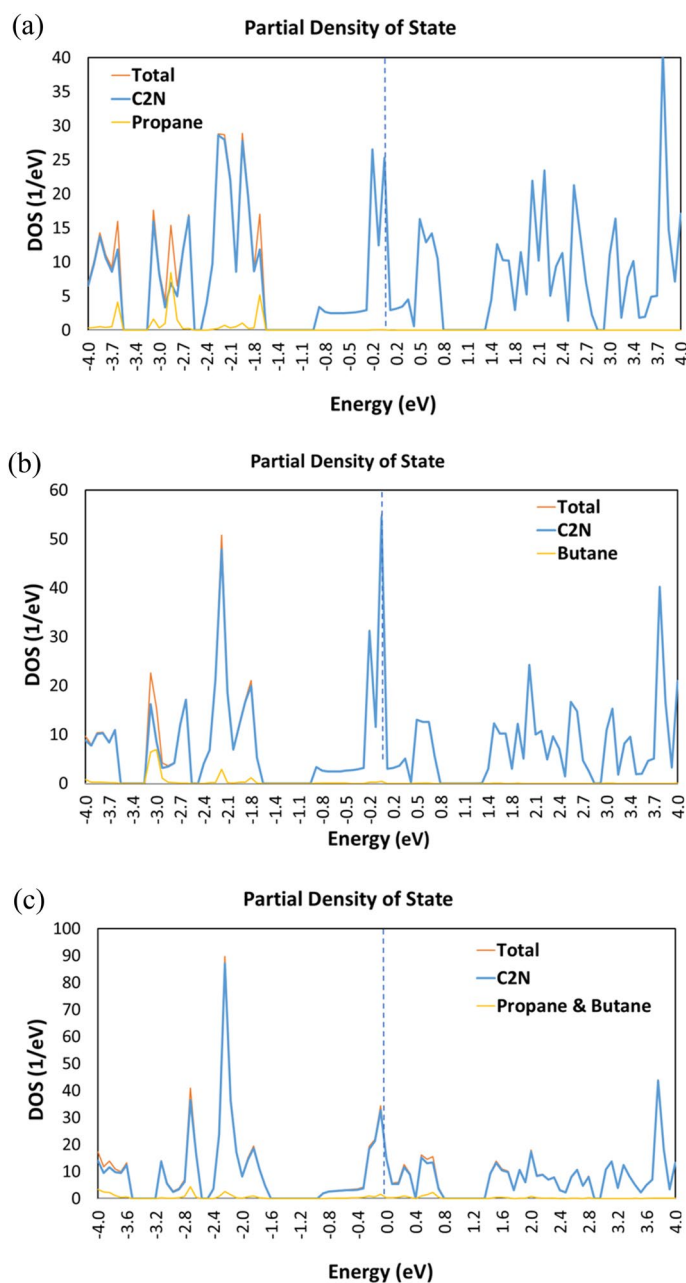 (a)
Partial Density of State
Total
C2N
Propane
DOS (1/eV)
40
35
30
25
20
15
10
5
0
-4.0 -3.7 -3.4 -3.0 -2.7 -2.4 -2.1 -1.8 -1.4 -1.1 -0.8 -0.5 -0.2 0.2 0.5 0.8 1.1 1.4 1.8 2.1 2.4 2.7 3.0 3.4 3.7 4.0
Energy (eV)
(b)
Partial Density of State
Total
C2N
Butane
DOS (1/eV)
60
50
40
30
20
10
0
-4.0 -3.7 -3.4 -3.0 -2.7 -2.4 -2.1 -1.8 -1.4 -1.1 -0.8 -0.5 -0.2 0.2 0.5 0.8 1.1 1.4 1.8 2.1 2.4 2.7 3.0 3.4 3.7 4.0
Energy (eV)
(c)
Partial Density of State
Total
C2N
Propane & Butane
DOS (1/eV)
100
90
80
70
60
50
40
30
20
10
0
-4.0 -3.6 -3.2 -2.8 -2.4 -2.0 -1.6 -1.2 -0.8 -0.4 0.0 0.4 0.8 1.2 1.6 2.0 2.4 2.8 3.2 3.6 4.0
Energy (eV)